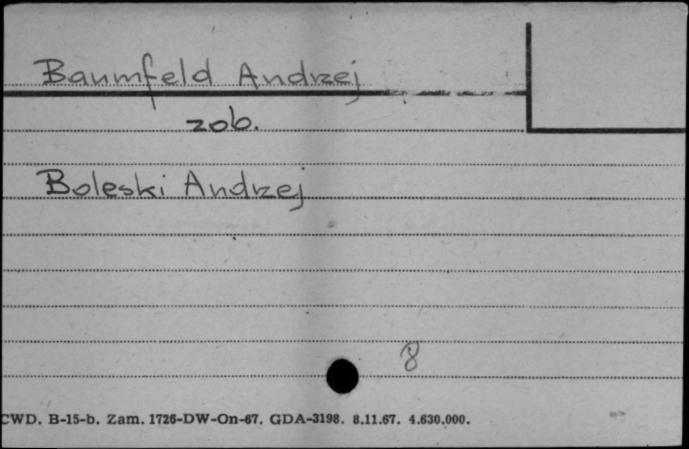 Baumfeld Andrzej
zob.
Boleski Andrzej
8
CWD. B-15-b. Zam. 1726-DW-On-67. GDA-3198. 8.11.67. 4.630.000.